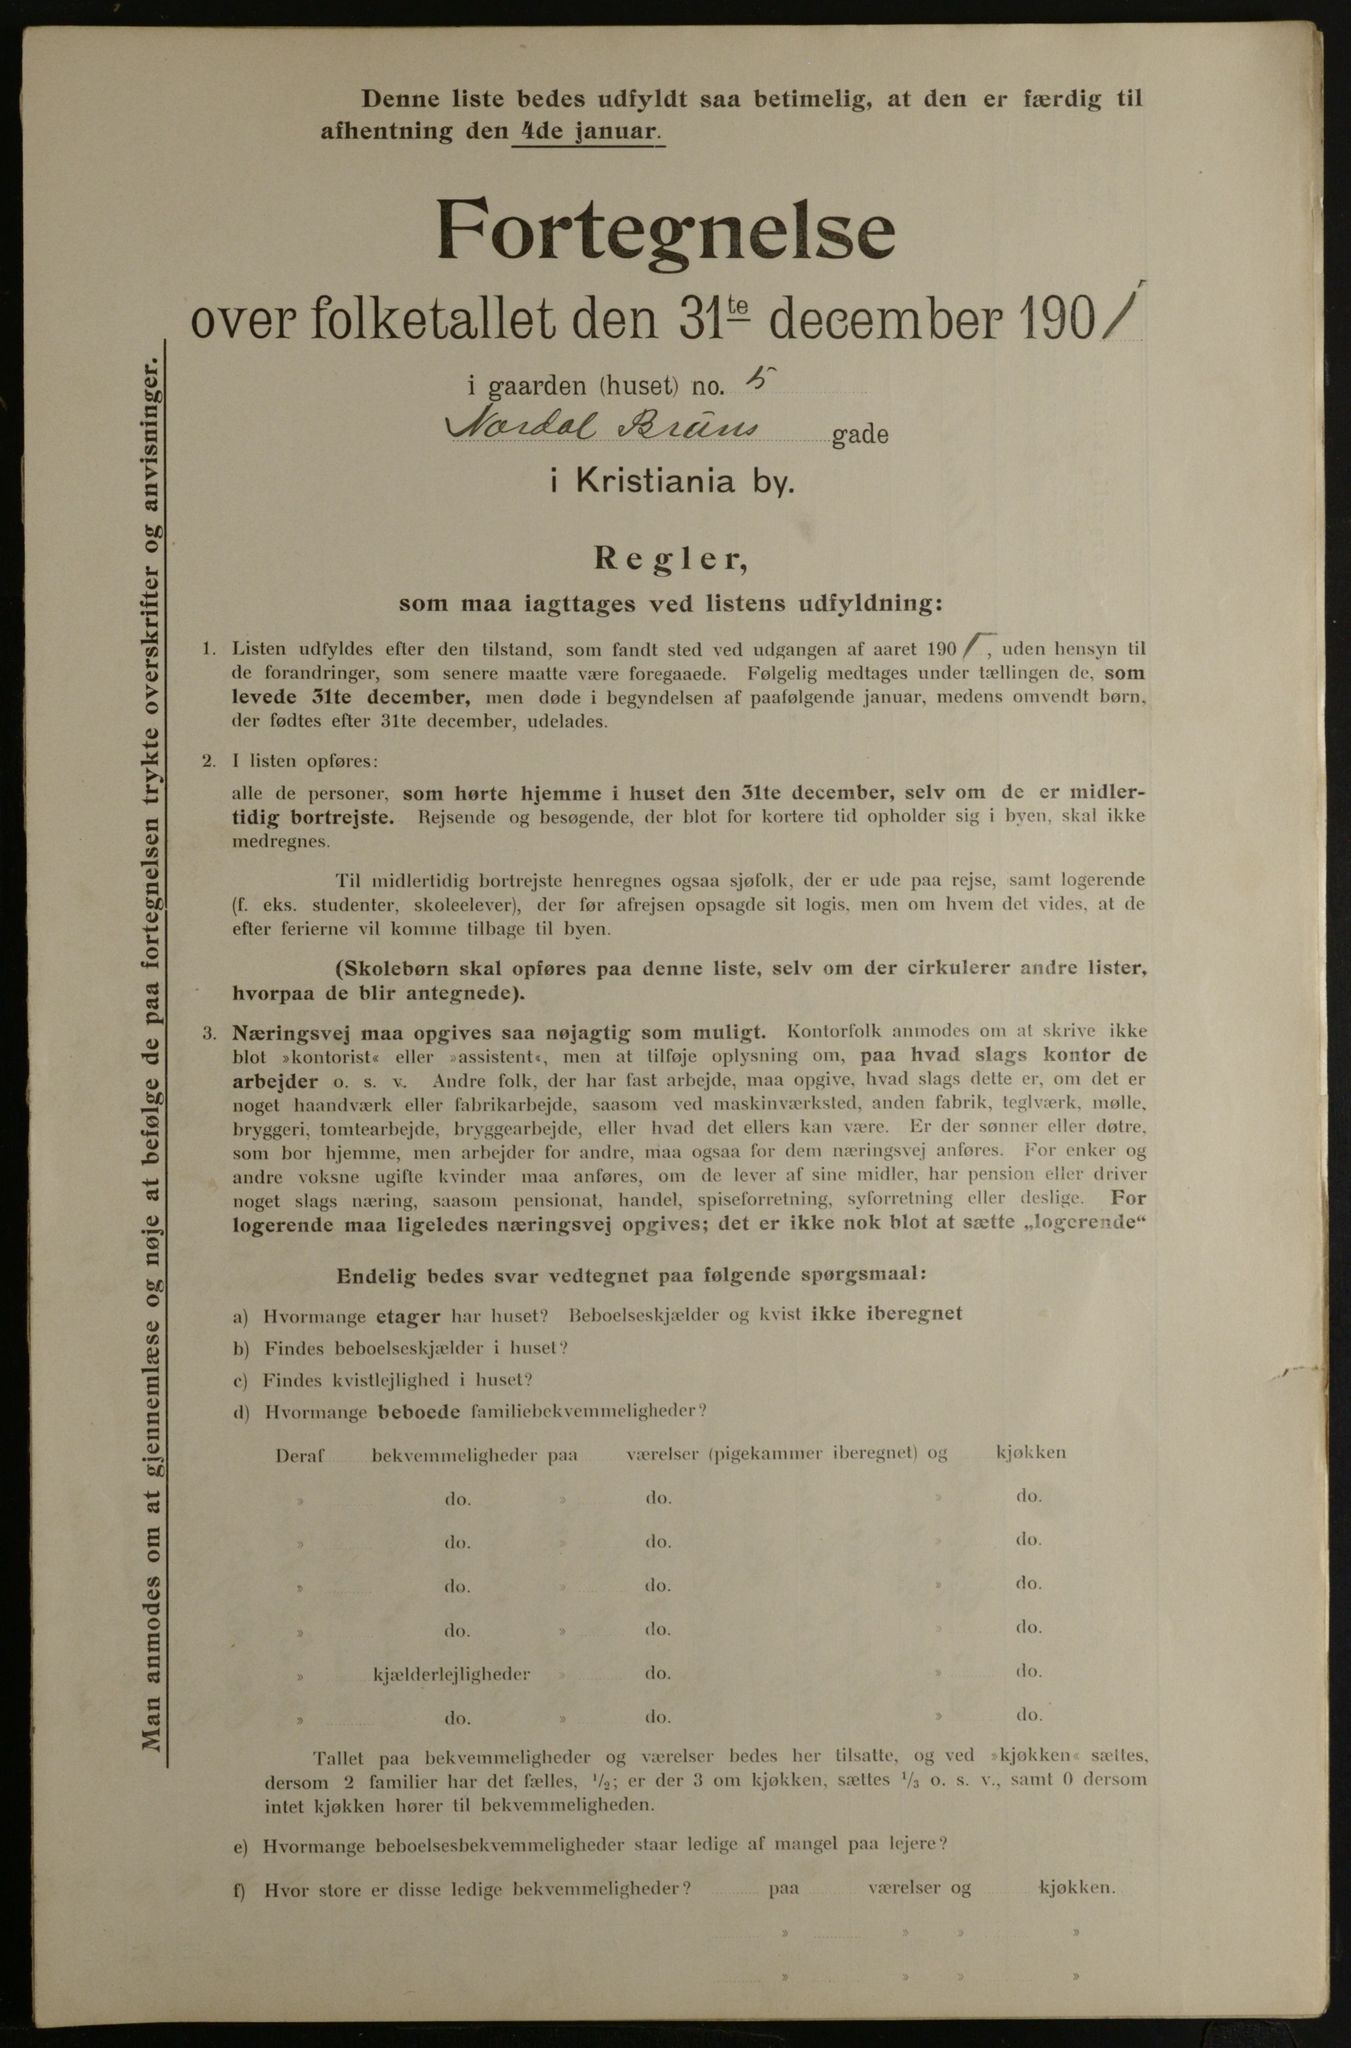 Denne liste bedes udfyldt saa betimelig, at den er færdig til
afhentning den 4de januar.
Fortegnelse
over folketallet den 31te december 1901
i gaarden (huset) no. 5
Nordal Bruns gade
i Kristiania by.
Regler,
som maa iagttages ved listens udfyldning:
1. Listen udfyldes efter den tilstand, som fandt sted ved udgangen af aaret 1901, uden hensyn til
de forandringer, som senere maatte være foregaaede. Følgelig medtages under tællingen de, som
levede 31te december, men døde i begyndelsen af paafølgende januar, medens omvendt børn,
der fødtes efter 31te december, udelades.
2. I listen opføres:
alle de personer, som hørte hjemme i huset den 31te december, selv om de er midler-
tidig bortrejste. Rejsende og besøgende, der blot for kortere tid opholder sig i byen, skal ikke
medregnes.
Til midlertidig bortrejste henregnes ogsaa sjøfolk, der er ude paa rejse, samt logerende
(f. eks. studenter, skoleelever), der før afrejsen opsagde sit logis, men om hvem det vides, at de
efter ferierne vil komme tilbage til byen.
(Skolebørn skal opføres paa denne liste, selv om der cirkulerer andre lister,
hvorpaa de blir antegnede).
3. Næringsvej maa opgives saa nøjagtig som muligt. Kontorfolk anmodes om at skrive ikke
blot »kontorist« eller »assistent«, men at tilføje oplysning om, paa hvad slags kontor de
arbejder o. s. v. Andre folk, der har fast arbejde, maa opgive, hvad slags dette er, om det er
noget haandværk eller fabrikarbejde, saasom ved maskinværksted, anden fabrik, teglværk, mølle,
bryggeri, tomtearbejde, bryggearbejde, eller hvad det ellers kan være. Er der sønner eller døtre,
som bor hjemme, men arbejder for andre, maa ogsaa for dem næringsvej anføres. For enker og
andre voksne ugifte kvinder maa anføres, om de lever af sine midler, har pension eller driver
noget slags næring, saasom pensionat, handel, spiseforretning, syforretning eller deslige. For
logerende maa ligeledes næringsvej opgives; det er ikke nok blot at sætte „logerende“
Endelig bedes svar vedtegnet paa følgende spørgsmaal:
a) Hvormange etager har huset? Beboelseskjælder og kvist ikke iberegnet
b) Findes beboelseskjælder i huset?
c) Findes kvistlejlighed i huset?
d) Hvormange beboede familiebekvemmeligheder?
Deraf bekvemmeligheder paa værelser (pigekammer iberegnet) og kjøkken
» do. » do. » do.
» do. » do. » do.
» do. » do. » do.
» do. » do. » do.
» kjælderlejligheder » do. » do.
» do. » do. » do.
Tallet paa bekvemmeligheder og værelser bedes her tilsatte, og ved »kjøkken« sættes,
dersom 2 familier har det fælles, 1/2; er der 3 om kjøkken, sættes 1/3 o. s. v., samt 0 dersom
intet kjøkken hører til bekvemmeligheden.
e) Hvormange beboelsesbekvemmeligheder staar ledige af mangel paa lejere?
f) Hvor store er disse ledige bekvemmeligheder? paa værelser og kjøkken.
» » » »
» » » »
Man anmodes om at gjennemlæse og nøje at befølge de paa fortegnelsen trykte overskrifter og anvisninger.